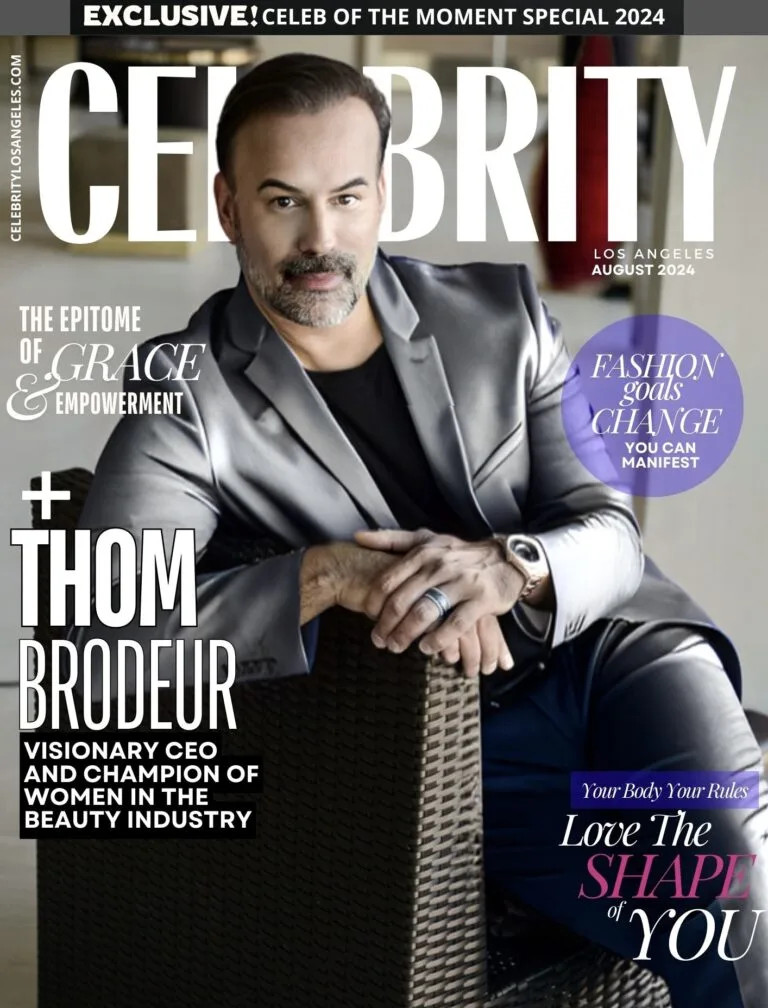 EXCLUSIVE! CELEB OF THE MOMENT SPECIAL 2024
CELEBRITYLOSANGELES.COM
CELEBRITY
LOS ANGELES
AUGUST 2024
THE EPITOME
OF GRACE
& EMPOWERMENT
FASHION
goals
CHANGE
YOU CAN
MANIFEST
+
THOM
BRODEUR
VISIONARY CEO
AND CHAMPION OF
WOMEN IN THE
BEAUTY INDUSTRY
Your Body Your Rules
Love The
SHAPE
of YOU